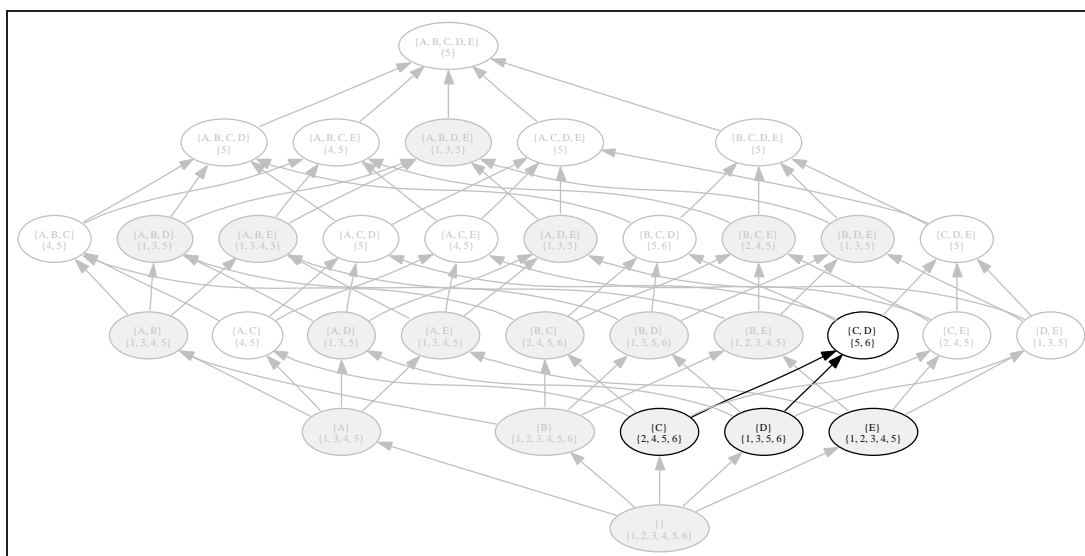 {A, B, C, D, E}
{5}
{A, B, C, D}
{5}
{A, B, C, E}
{4, 5}
{A, B, D, E}
{1, 3, 5}
{A, C, D, E}
{5}
{B, C, D, E}
{5}
{A, B, C}
{4, 5}
{A, B, D}
{1, 3, 5}
{A, B, E}
{1, 3, 4, 5}
{A, C, D}
{5}
{A, C, E}
{4, 5}
{A, D, E}
{1, 3, 5}
{B, C, D}
{5, 6}
{B, C, E}
{2, 4, 5}
{B, D, E}
{1, 3, 5}
{C, D, E}
{5}
{A, B}
{1, 3, 4, 5}
{A, C}
{4, 5}
{A, D}
{1, 3, 5}
{A, E}
{1, 3, 4, 5}
{B, C}
{2, 4, 5, 6}
{B, D}
{1, 3, 5, 6}
{B, E}
{1, 2, 3, 4, 5}
{C, D}
{5, 6}
{C, E}
{2, 4, 5}
{D, E}
{1, 3, 5}
{A}
{1, 3, 4, 5}
{B}
{1, 2, 3, 4, 5, 6}
{C}
{2, 4, 5, 6}
{D}
{1, 3, 5, 6}
{E}
{1, 2, 3, 4, 5}
{}
{1, 2, 3, 4, 5, 6}